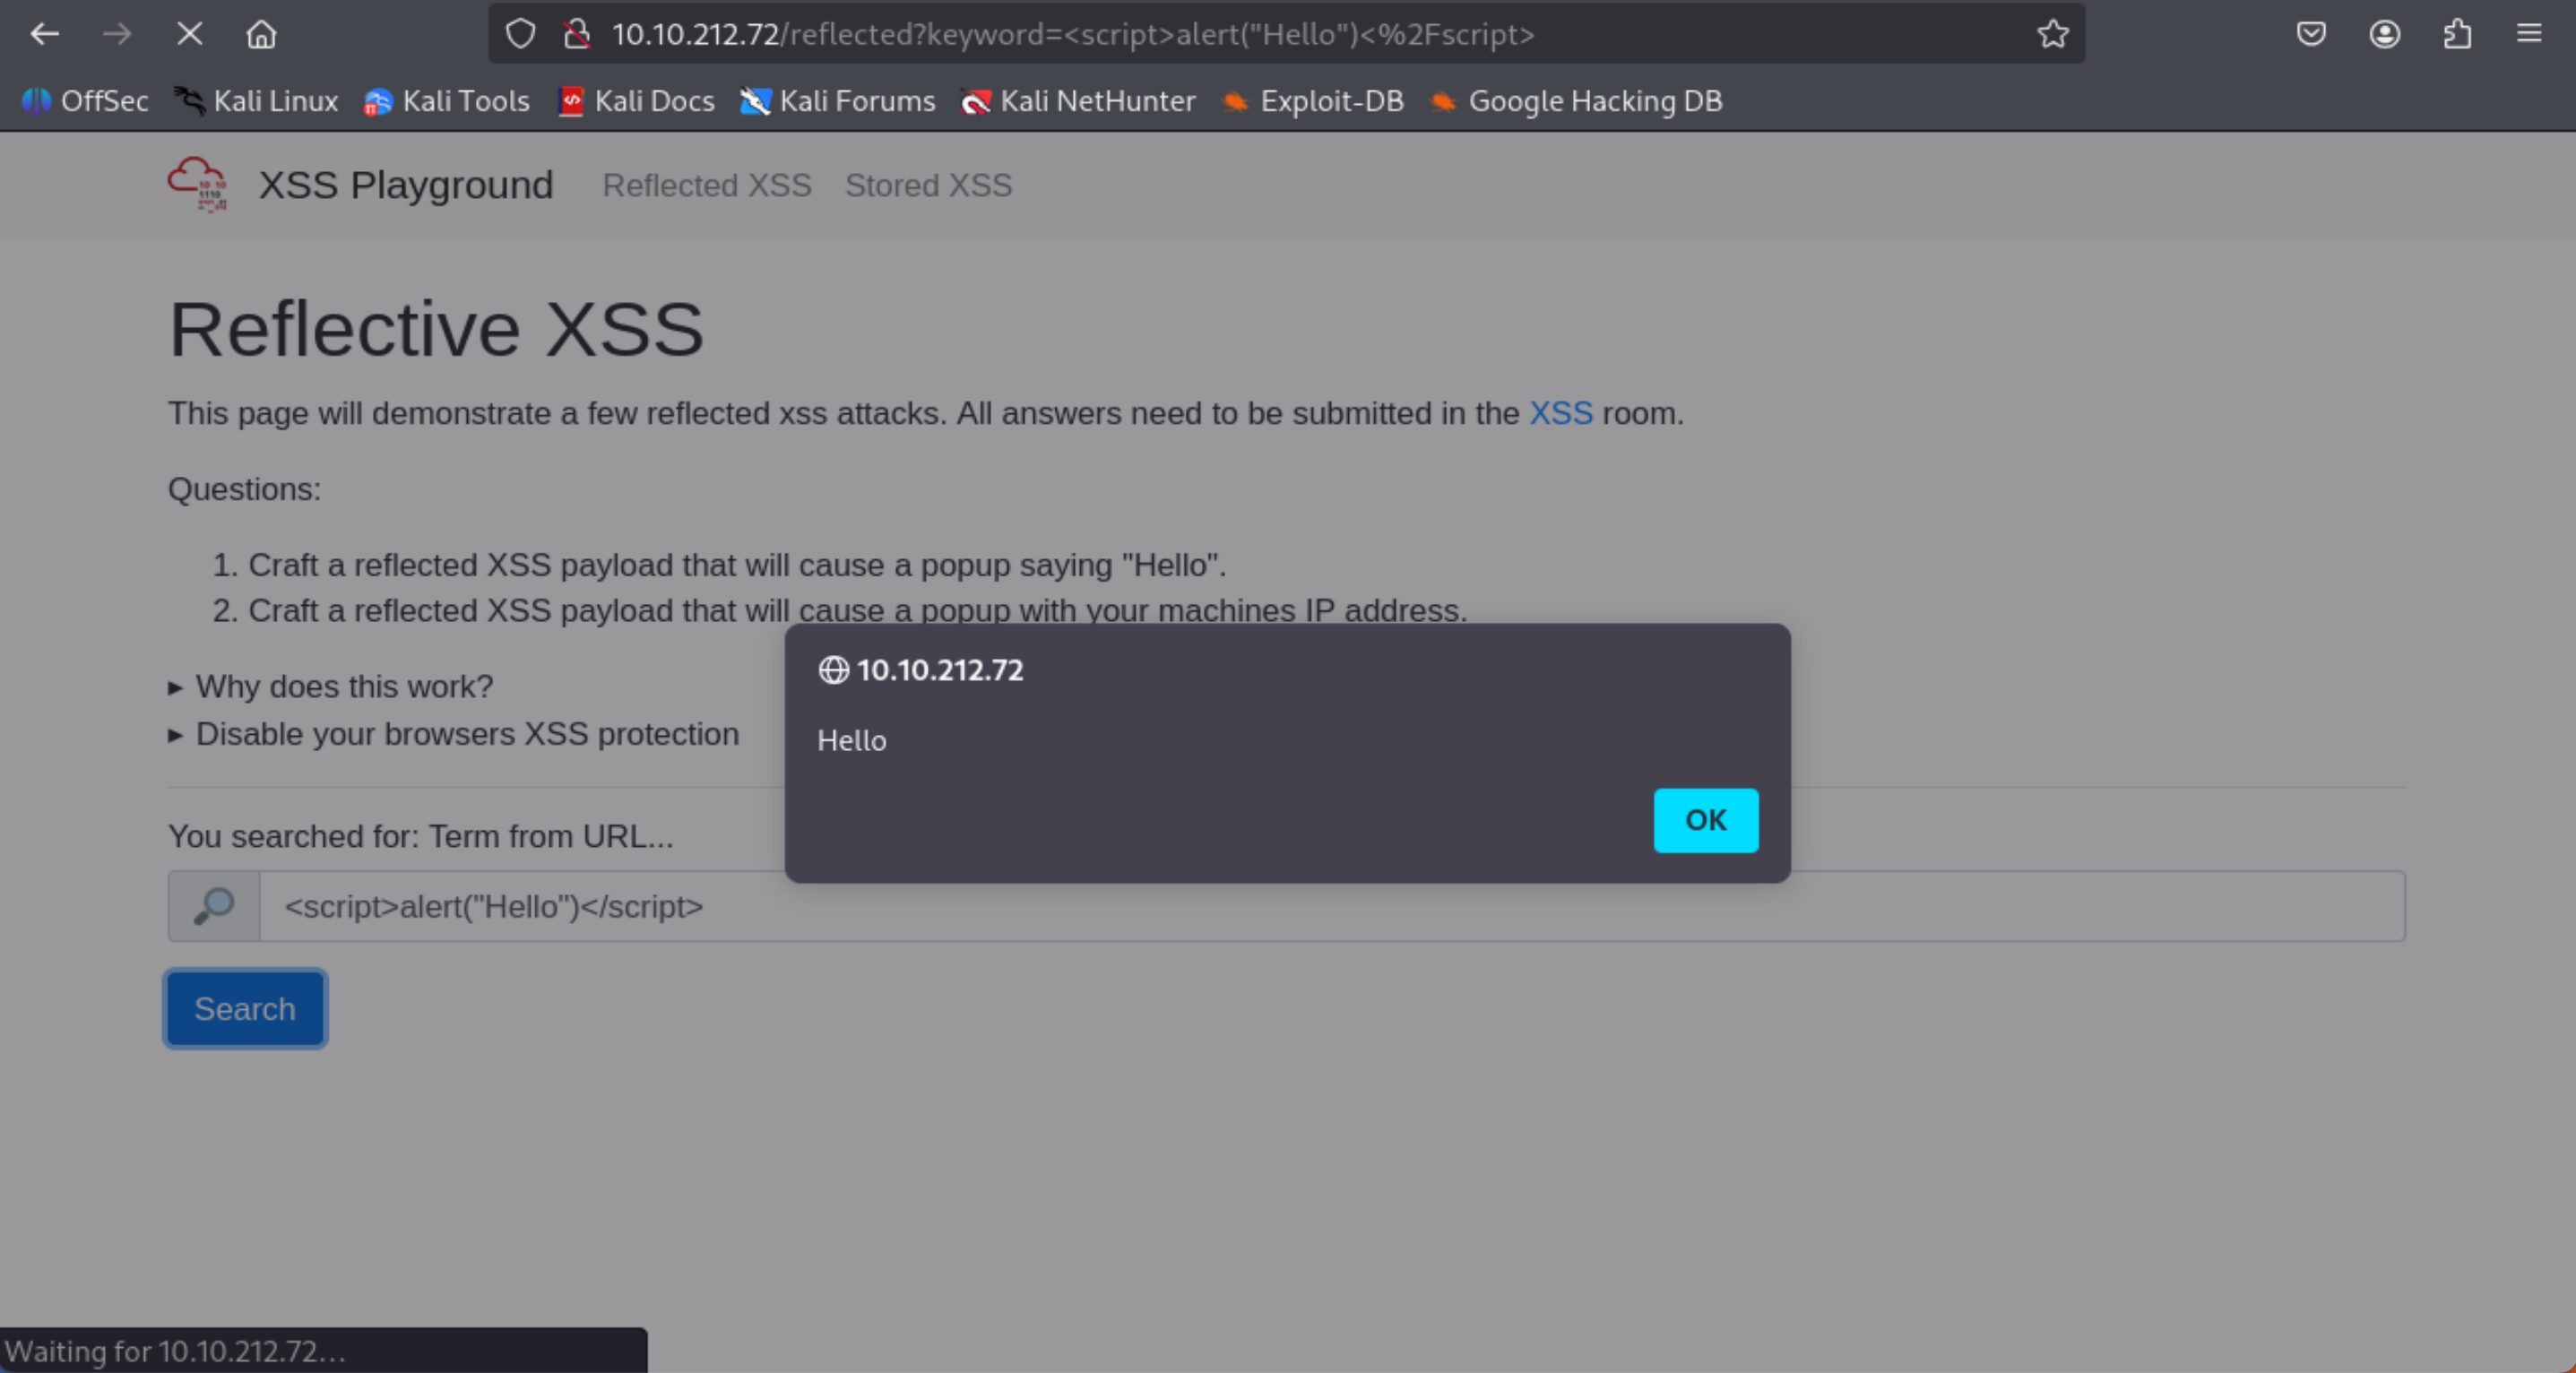 10.10.212.72/reflected?keyword=<script>alert("Hello")<%2Fscript>
OffSec Kali Linux Kali Tools Kali Docs Kali Forums Kali NetHunter Exploit-DB Google Hacking DB
XSS Playground Reflected XSS Stored XSS
Reflective XSS
This page will demonstrate a few reflected xss attacks. All answers need to be submitted in the XSS room.
Questions:
1. Craft a reflected XSS payload that will cause a popup saying "Hello".
2. Craft a reflected XSS payload that will cause a popup with your machines IP address.
▸ Why does this work?
▸ Disable your browsers XSS protection
10.10.212.72
Hello
OK
You searched for: Term from URL...
<script>alert("Hello")</script>
Search
Waiting for 10.10.212.72...